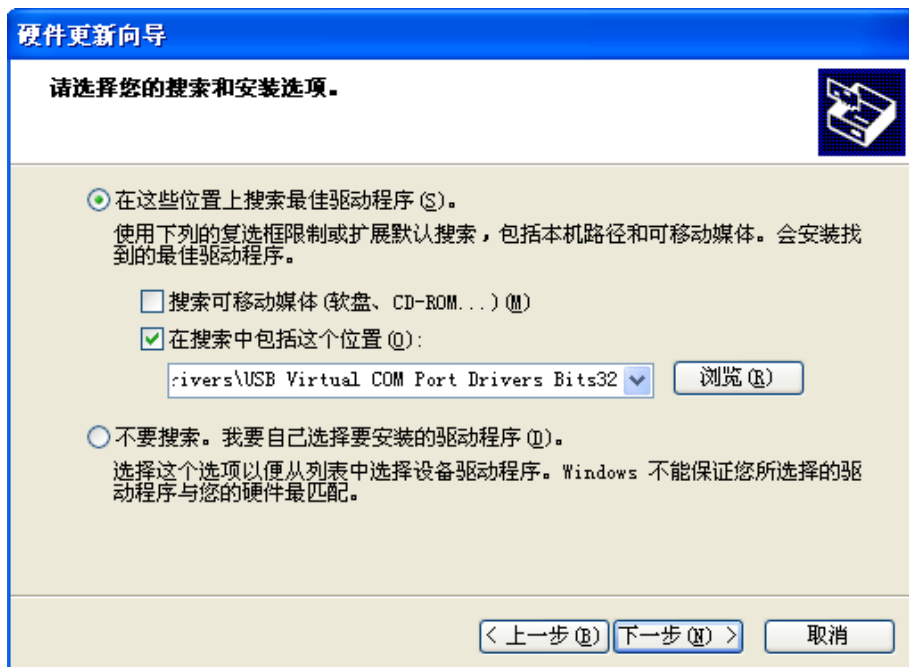 硬件更新向导
请选择您的搜索和安装选项。
在这些位置上搜索最佳驱动程序(S)。
使用下列的复选框限制或扩展默认搜索，包括本机路径和可移动媒体。会安装找
到的最佳驱动程序。
搜索可移动媒体(软盘、CD-ROM...)(M)
在搜索中包括这个位置(O):
rivers\USB Virtual COM Port Drivers Bits32
浏览(R)
不要搜索。我要自己选择要安装的驱动程序(D)。
选择这个选项以便从列表中选择设备驱动程序。Windows 不能保证您所选择的驱
动程序与您的硬件最匹配。
< 上一步(B) 下一步(N) > 取消